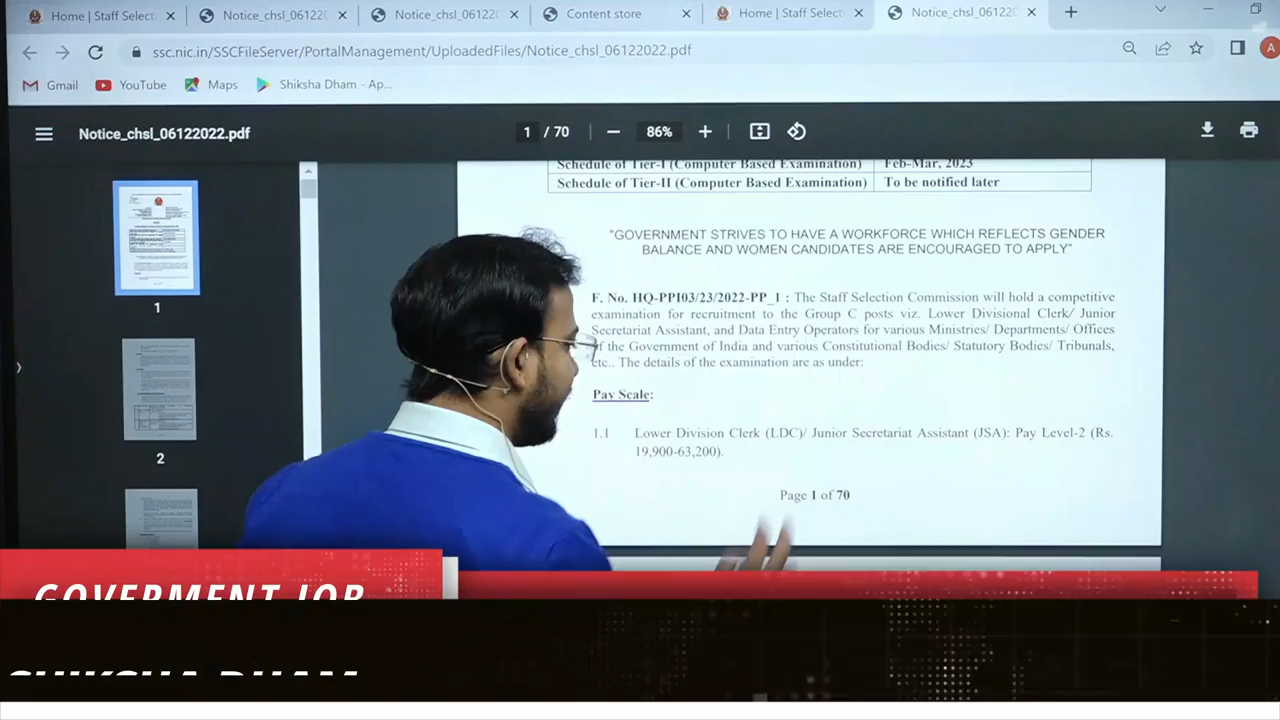 Home | Staff Select
Notice_chsl_06122
Notice_chsl_06122
Content store
Home | Staff Select
Notice_chsl_06122
ssc.nic.in/SSCFileServer/PortalManagement/UploadedFiles/Notice_chsl_06122022.pdf
A
Gmail
YouTube
Maps
Shiksha Dham - Ap...
Notice_chsl_06122022.pdf
1 / 70
86%
Schedule of Tier-I (Computer Based Examination) Feb-Mar, 2023
Schedule of Tier-II (Computer Based Examination) To be notified later
"GOVERNMENT STRIVES TO HAVE A WORKFORCE WHICH REFLECTS GENDER
BALANCE AND WOMEN CANDIDATES ARE ENCOURAGED TO APPLY"
F. No. HQ-PPI03/23/2022-PP_1 : The Staff Selection Commission will hold a competitive
examination for recruitment to the Group C posts viz. Lower Divisional Clerk/ Junior
Secretariat Assistant, and Data Entry Operators for various Ministries/ Departments/ Offices
of the Government of India and various Constitutional Bodies/ Statutory Bodies/ Tribunals,
etc.. The details of the examination are as under:
Pay Scale:
1.1 Lower Division Clerk (LDC)/ Junior Secretariat Assistant (JSA): Pay Level-2 (Rs.
19,900-63,200).
Page 1 of 70
1
2
GOVERMENT JOB